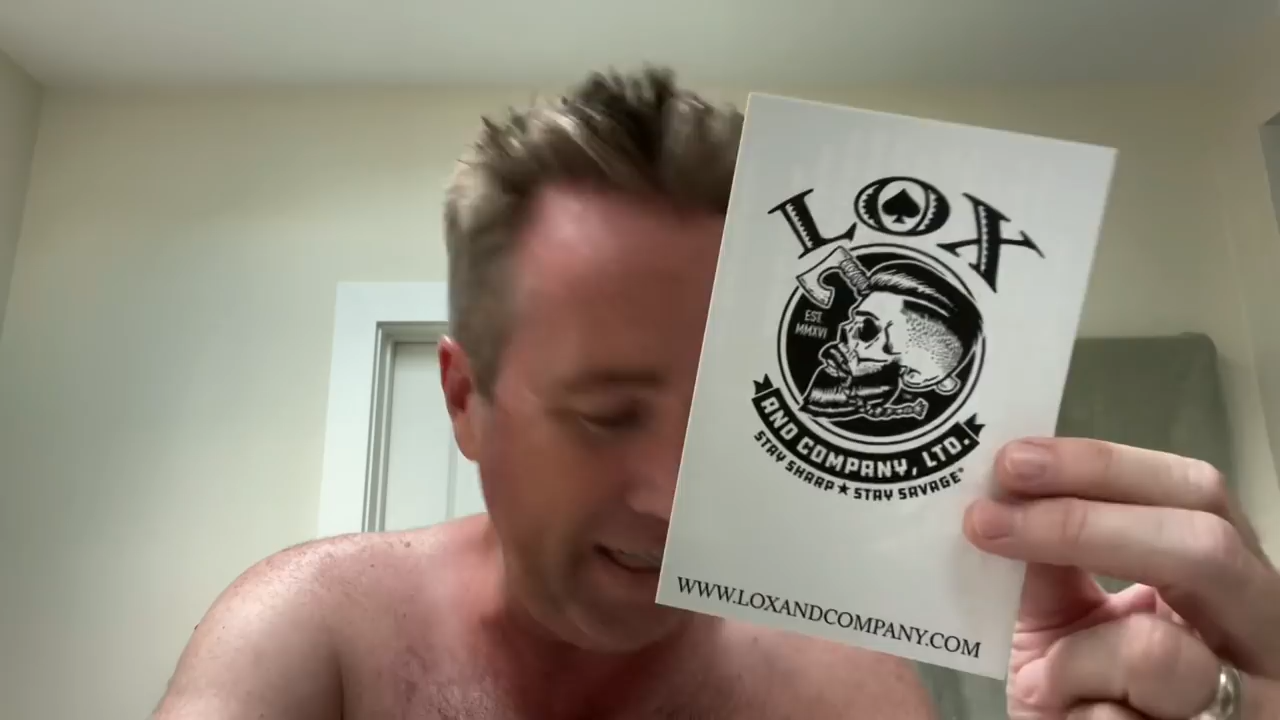 LOX
EST.
MMXVI
AND COMPANY, LTD.
STAY SHARP ★ STAY SAVAGE®
WWW.LOXANDCOMPANY.COM